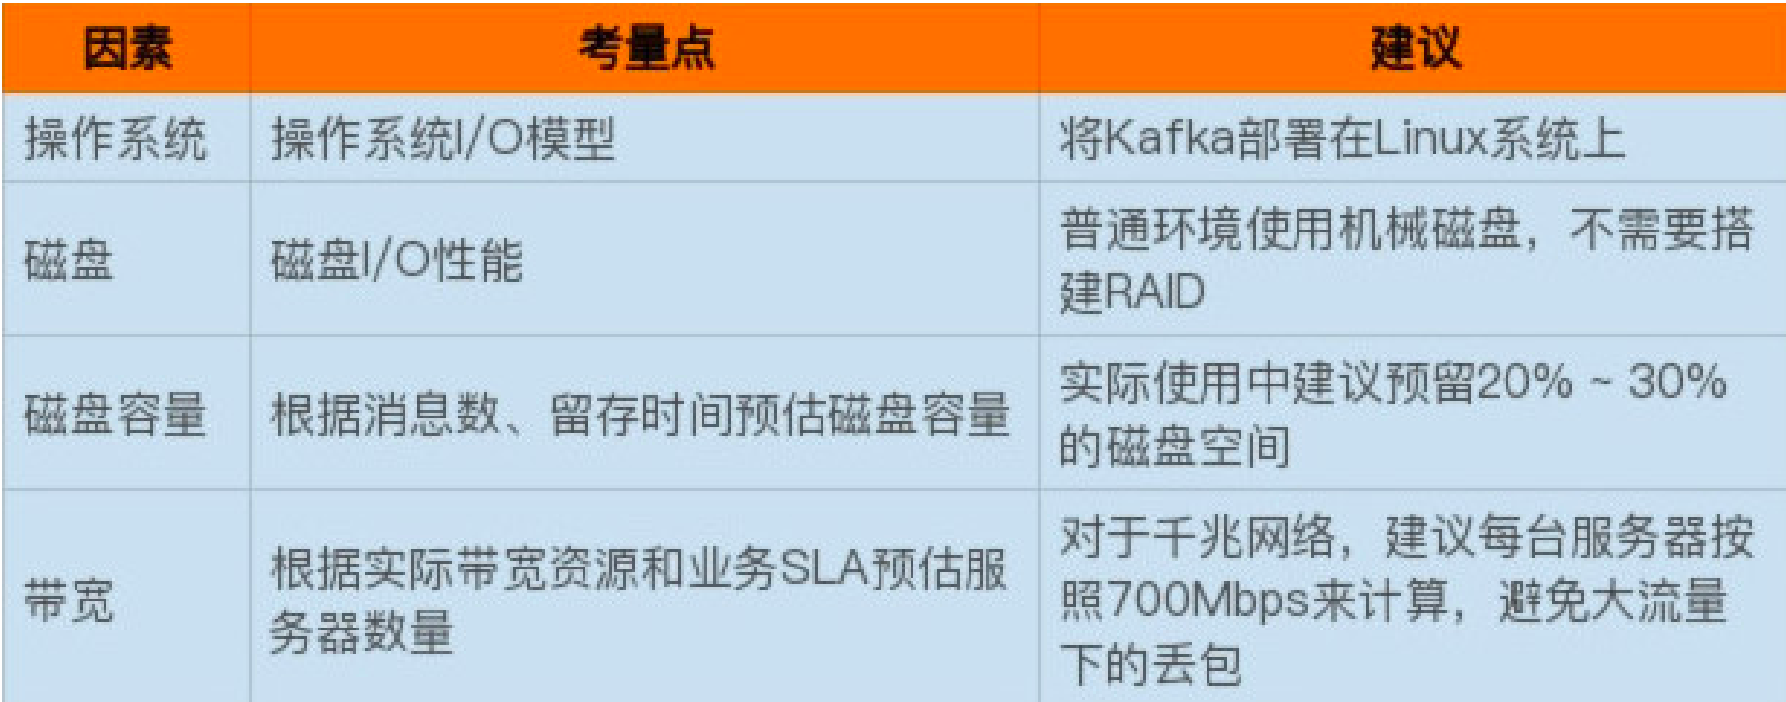 因素 考量点 建议
操作系统 操作系统I/O模型 将Kafka部署在Linux系统上
磁盘 磁盘I/O性能 普通环境使用机械磁盘，不需要搭
建RAID
磁盘容量 根据消息数、留存时间预估磁盘容量 实际使用中建议预留20% ~ 30%
的磁盘空间
带宽 根据实际带宽资源和业务SLA预估服
务器数量
对于千兆网络，建议每台服务器按
照700Mbps来计算，避免大流量
下的丢包